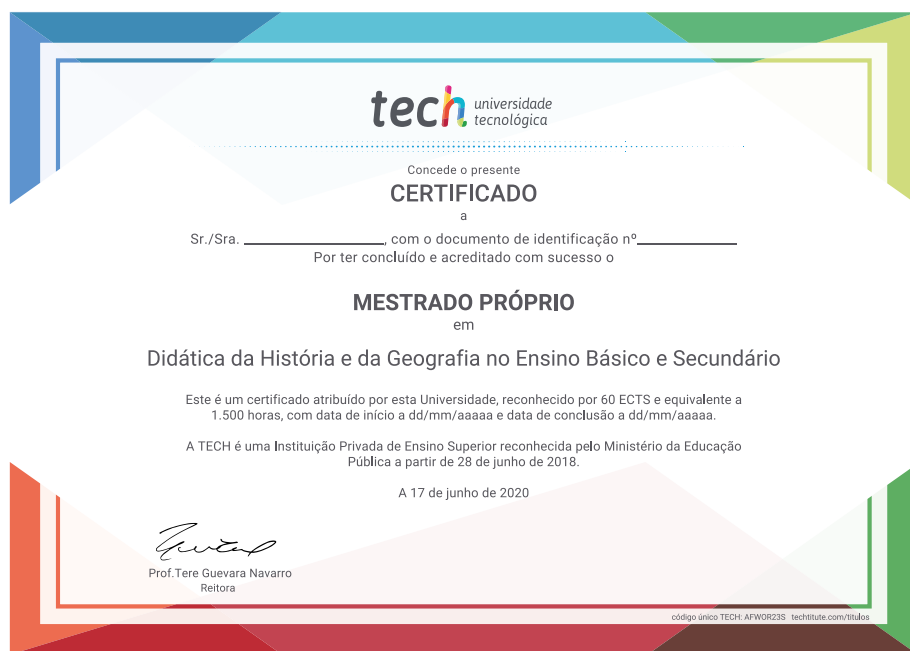 tech universidade
tecnológica
Concede o presente
CERTIFICADO
a
Sr./Sra. ________________, com o documento de identificação nº___________
Por ter concluído e acreditado com sucesso o
MESTRADO PRÓPRIO
em
Didática da História e da Geografia no Ensino Básico e Secundário
Este é um certificado atribuído por esta Universidade, reconhecido por 60 ECTS e equivalente a
1.500 horas, com data de início a dd/mm/aaaaa e data de conclusão a dd/mm/aaaaa.
A TECH é uma Instituição Privada de Ensino Superior reconhecida pelo Ministério da Educação
Pública a partir de 28 de junho de 2018.
A 17 de junho de 2020
Prof.Tere Guevara Navarro
Reitora
código único TECH: AFWOR23S techtitute.com/titulos